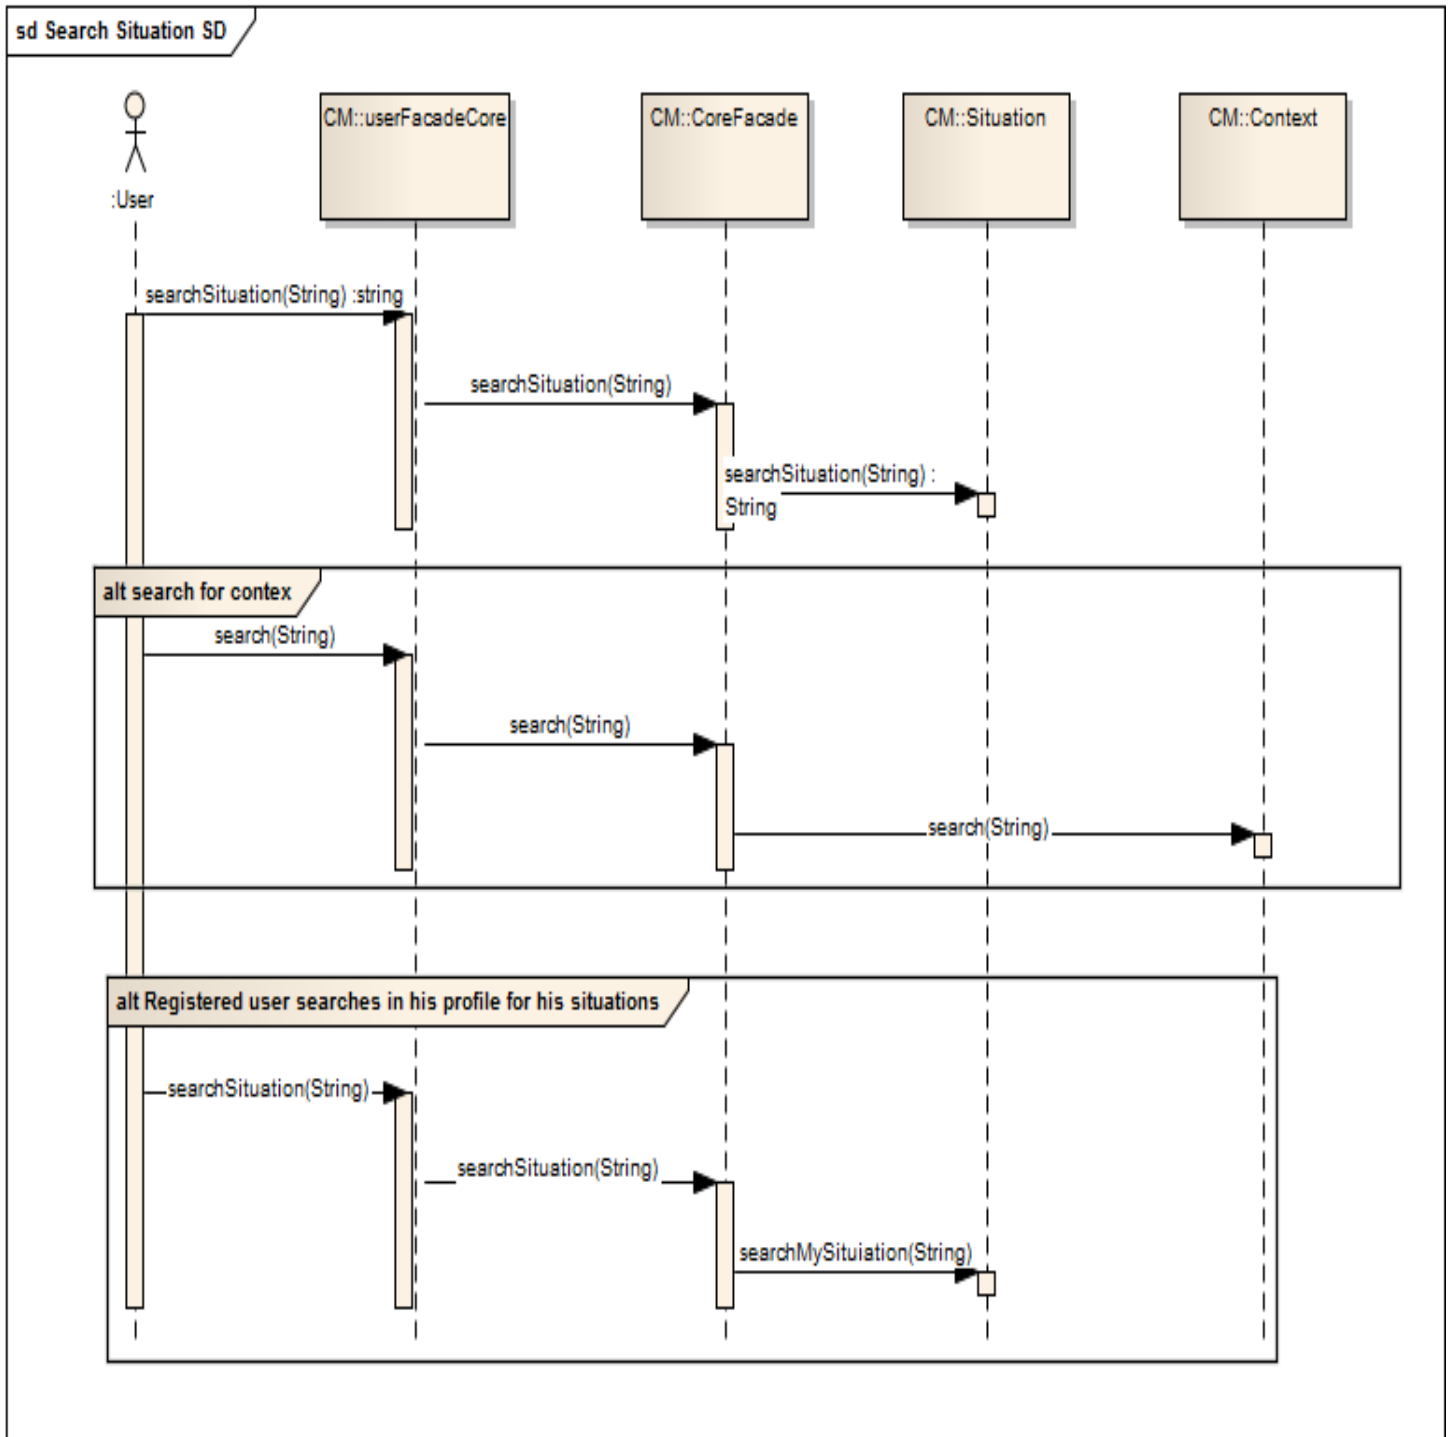 sd Search Situation SD
:User
CM::userFacadeCore
CM::CoreFacade
CM::Situation
CM::Context
searchSituation(String) :string
searchSituation(String)
searchSituation(String) :
String
alt search for contex
search(String)
search(String)
search(String)
alt Registered user searches in his profile for his situations
searchSituation(String)
searchSituation(String)
searchMySituiation(String)